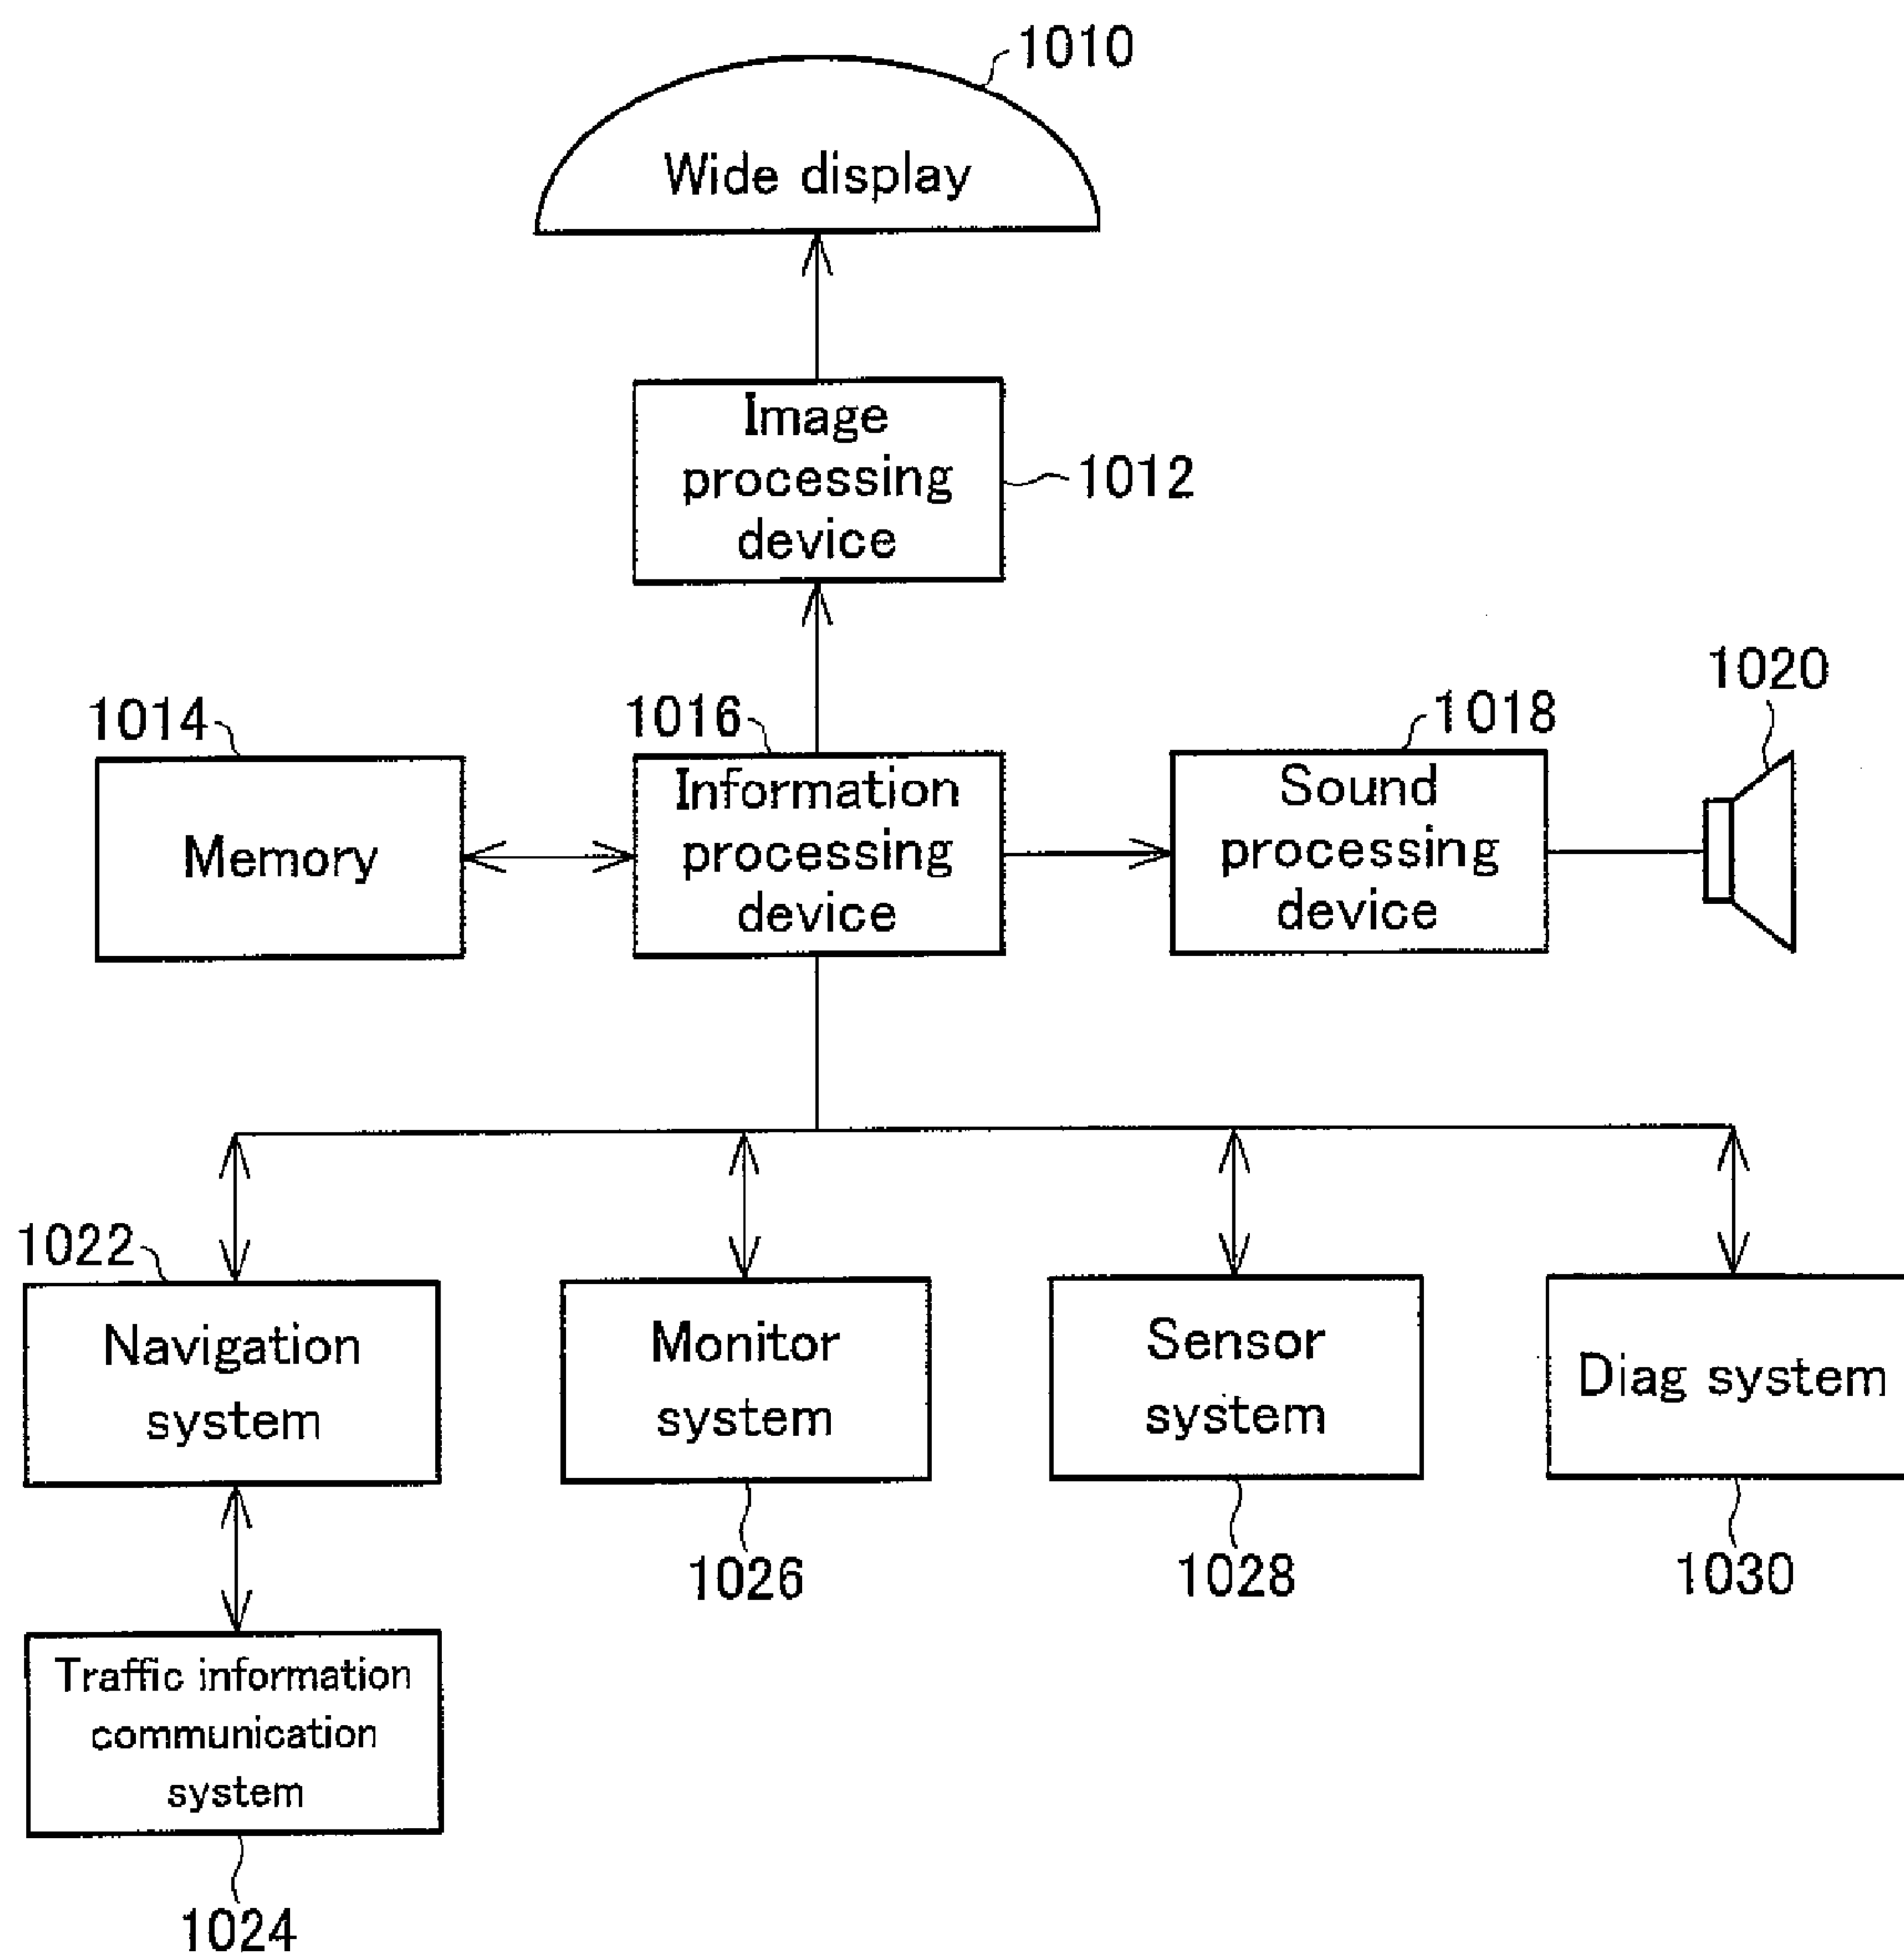 1010
Wide display
Image
processing
device
1012
1014
Memory
1016
Information
processing
device
1018
Sound
processing
device
1020
1022
Navigation
system
Monitor
system
1026
Sensor
system
1028
Diag system
1030
Traffic information
communication
system
1024